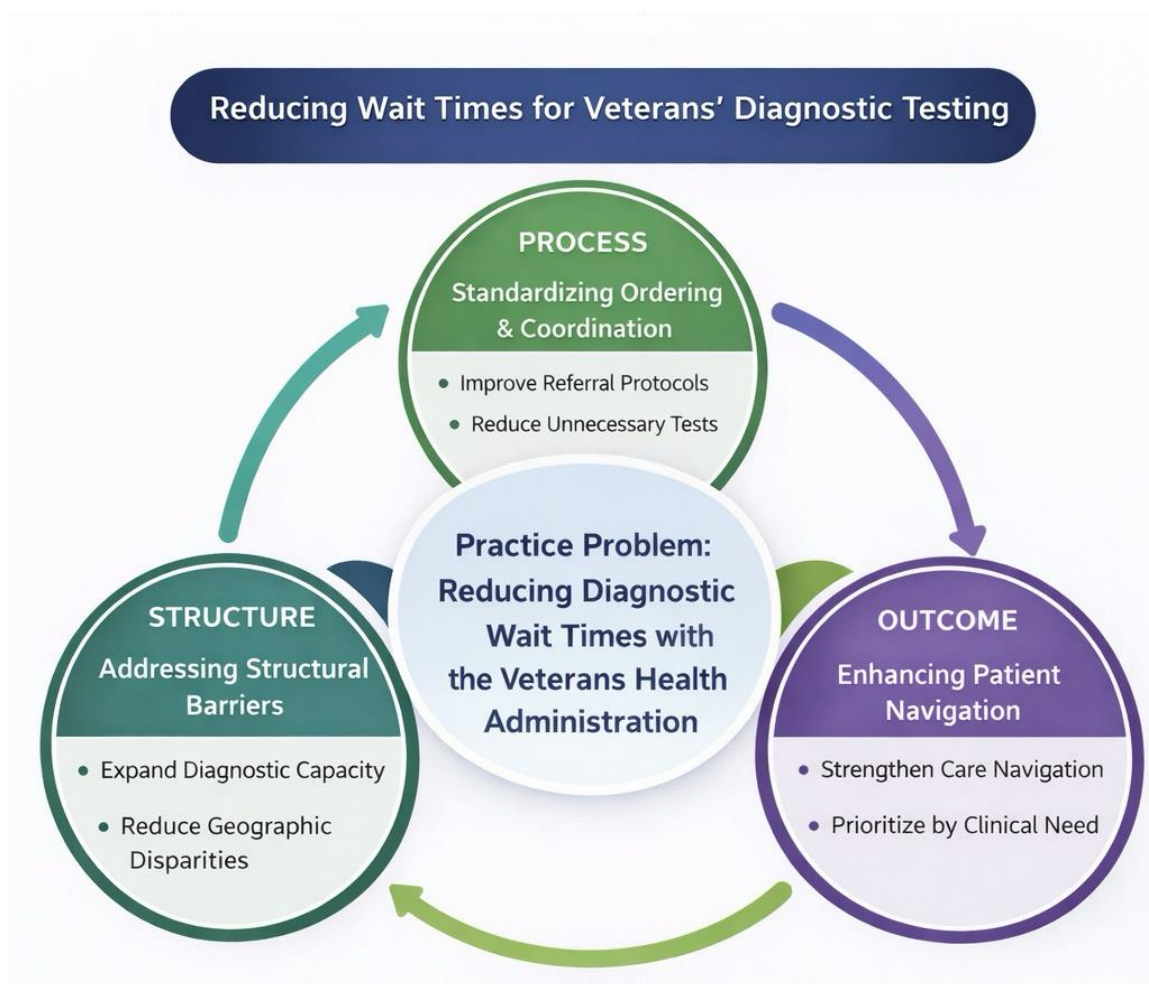 Reducing Wait Times for Veterans’ Diagnostic Testing
PROCESS
Standardizing Ordering
& Coordination
• Improve Referral Protocols
• Reduce Unnecessary Tests
Practice Problem:
Reducing Diagnostic
Wait Times with
the Veterans Health
Administration
STRUCTURE
Addressing Structural
Barriers
• Expand Diagnostic Capacity
• Reduce Geographic
Disparities
OUTCOME
Enhancing Patient
Navigation
• Strengthen Care Navigation
• Prioritize by Clinical Need